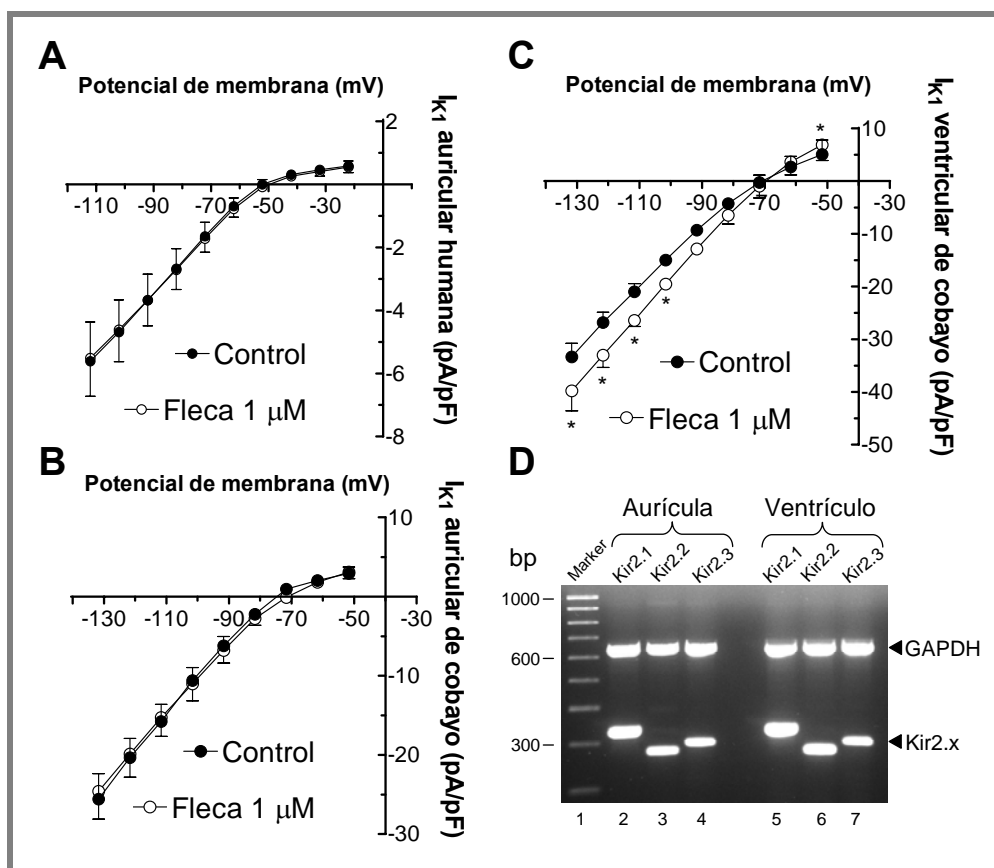 A
Potencial de membrana (mV)
I_K1 auricular humana (pA/pF)
2
-110 -90 -70 -50 -30
-2
-4
-6
-8
Control
Fleca 1 μM
B
Potencial de membrana (mV)
I_K1 auricular de cobayo (pA/pF)
10
-130 -110 -90 -70 -50 -30
-10
-20
-30
Control
Fleca 1 μM
C
Potencial de membrana (mV)
I_K1 ventricular de cobayo (pA/pF)
*
10
-130 -110 -90 -70 -50
-10
-20
-30
-40
-50
* * * *
Control
Fleca 1 μM
D
Aurícula Ventrículo
bp Marker Kir2.1 Kir2.2 Kir2.3 Kir2.1 Kir2.2 Kir2.3
1000
600
300
GAPDH
Kir2.x
1 2 3 4 5 6 7